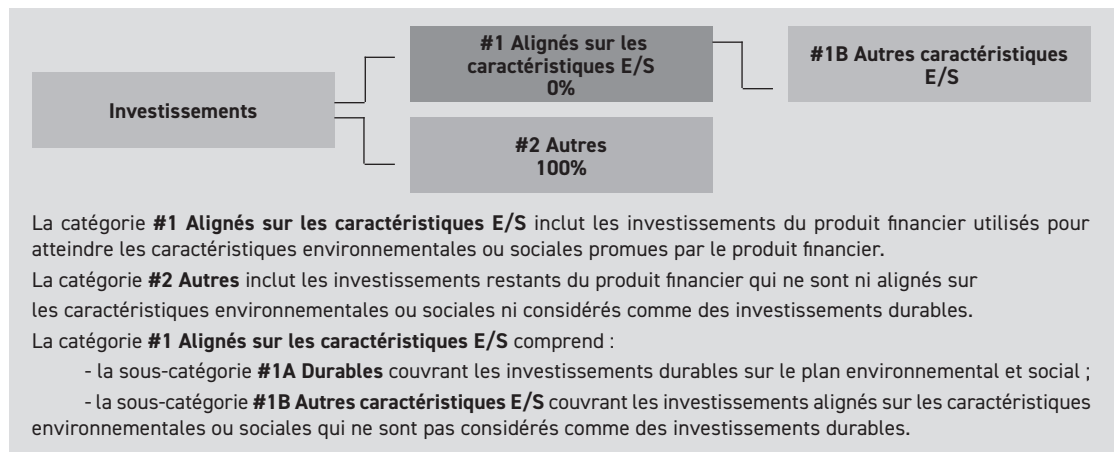 #1 Alignés sur les
caractéristiques E/S
0%
#1B Autres caractéristiques
E/S
Investissements
#2 Autres
100%
La catégorie #1 Alignés sur les caractéristiques E/S inclut les investissements du produit financier utilisés pour
atteindre les caractéristiques environnementales ou sociales promues par le produit financier.
La catégorie #2 Autres inclut les investissements restants du produit financier qui ne sont ni alignés sur
les caractéristiques environnementales ou sociales ni considérés comme des investissements durables.
La catégorie #1 Alignés sur les caractéristiques E/S comprend :
- la sous-catégorie #1A Durables couvrant les investissements durables sur le plan environnemental et social ;
- la sous-catégorie #1B Autres caractéristiques E/S couvrant les investissements alignés sur les caractéristiques
environnementales ou sociales qui ne sont pas considérés comme des investissements durables.